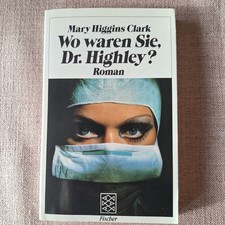 Mary Higgins Clark
Wo waren Sie,
Dr. Highley?
Roman
Fischer